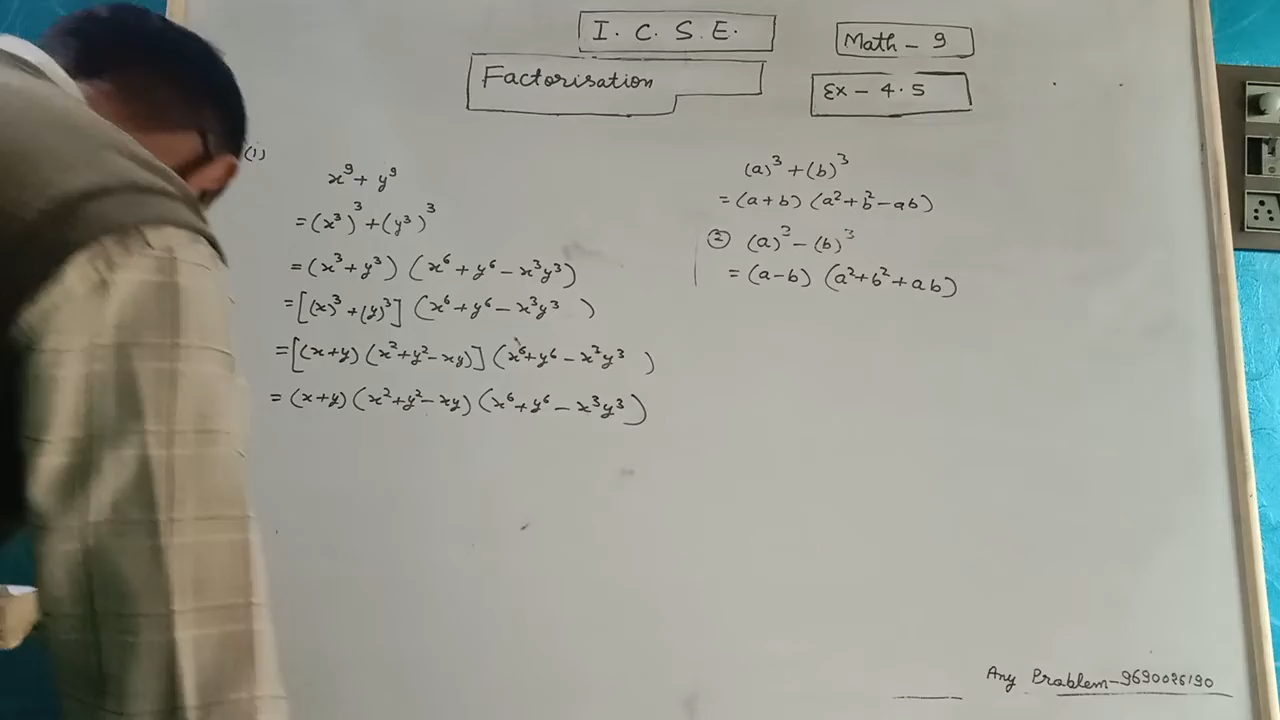 I. C. S. E.
Math - 9
Factorisation
Ex - 4.5
(1)
x⁹ + y⁹
= (x³)³ + (y³)³
= (x³ + y³) (x⁶ + y⁶ - x³y³)
= [(x)³ + (y)³] (x⁶ + y⁶ - x³y³ )
= [(x+y) (x² + y² - xy)] (x⁶ + y⁶ - x²y³ )
= (x+y) (x² + y² - xy) (x⁶ + y⁶ - x³y³)
(a)³ + (b)³
= (a+b) (a² + b² - ab)
② (a)³ - (b)³
= (a-b) (a² + b² + ab)
Any Problem-9690026190